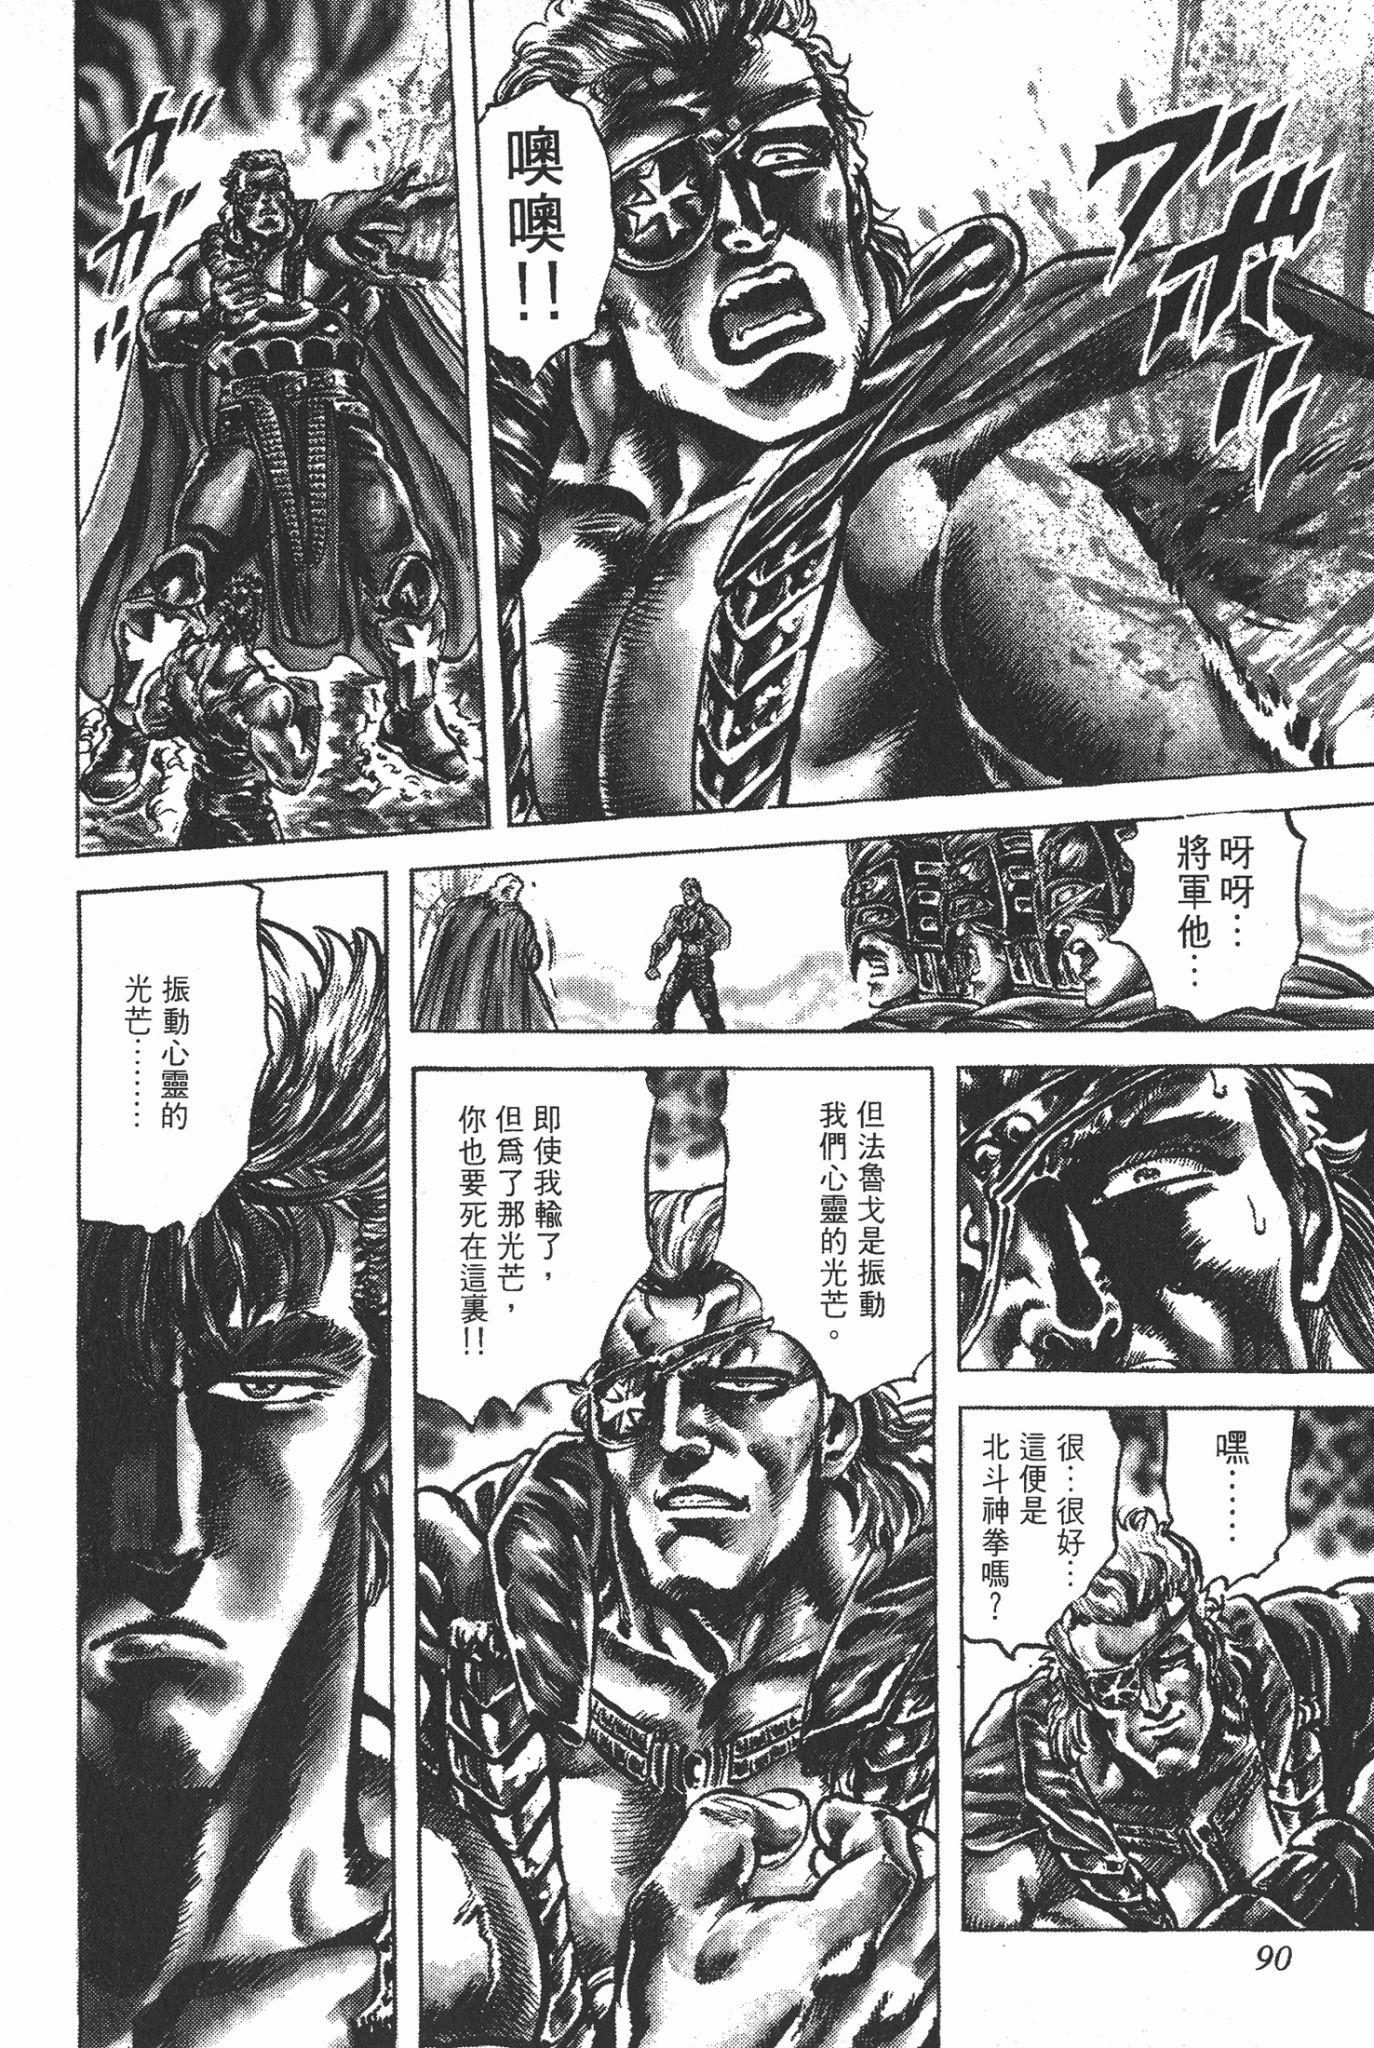 ブボッ
噢噢!!
ガガッ
呀呀…
將軍他…
嘿……
很…很好…
這便是
北斗神拳嗎？
但法魯戈是振動
我們心靈的光芒。
即使我輸了，
但爲了那光芒，
你也要死在這裏!!
振動心靈的
光芒………
90